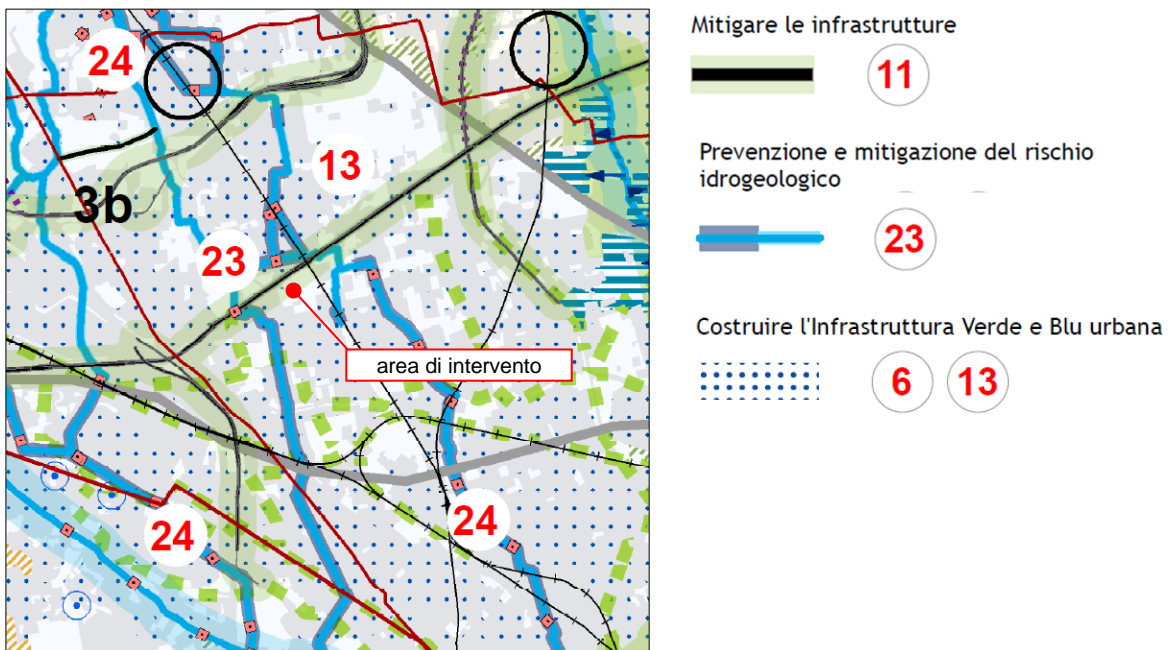 24
13
3b
23
area di intervento
24
24
Mitigare le infrastrutture
11
Prevenzione e mitigazione del rischio
idrogeologico
23
Costruire l'Infrastruttura Verde e Blu urbana
6 13